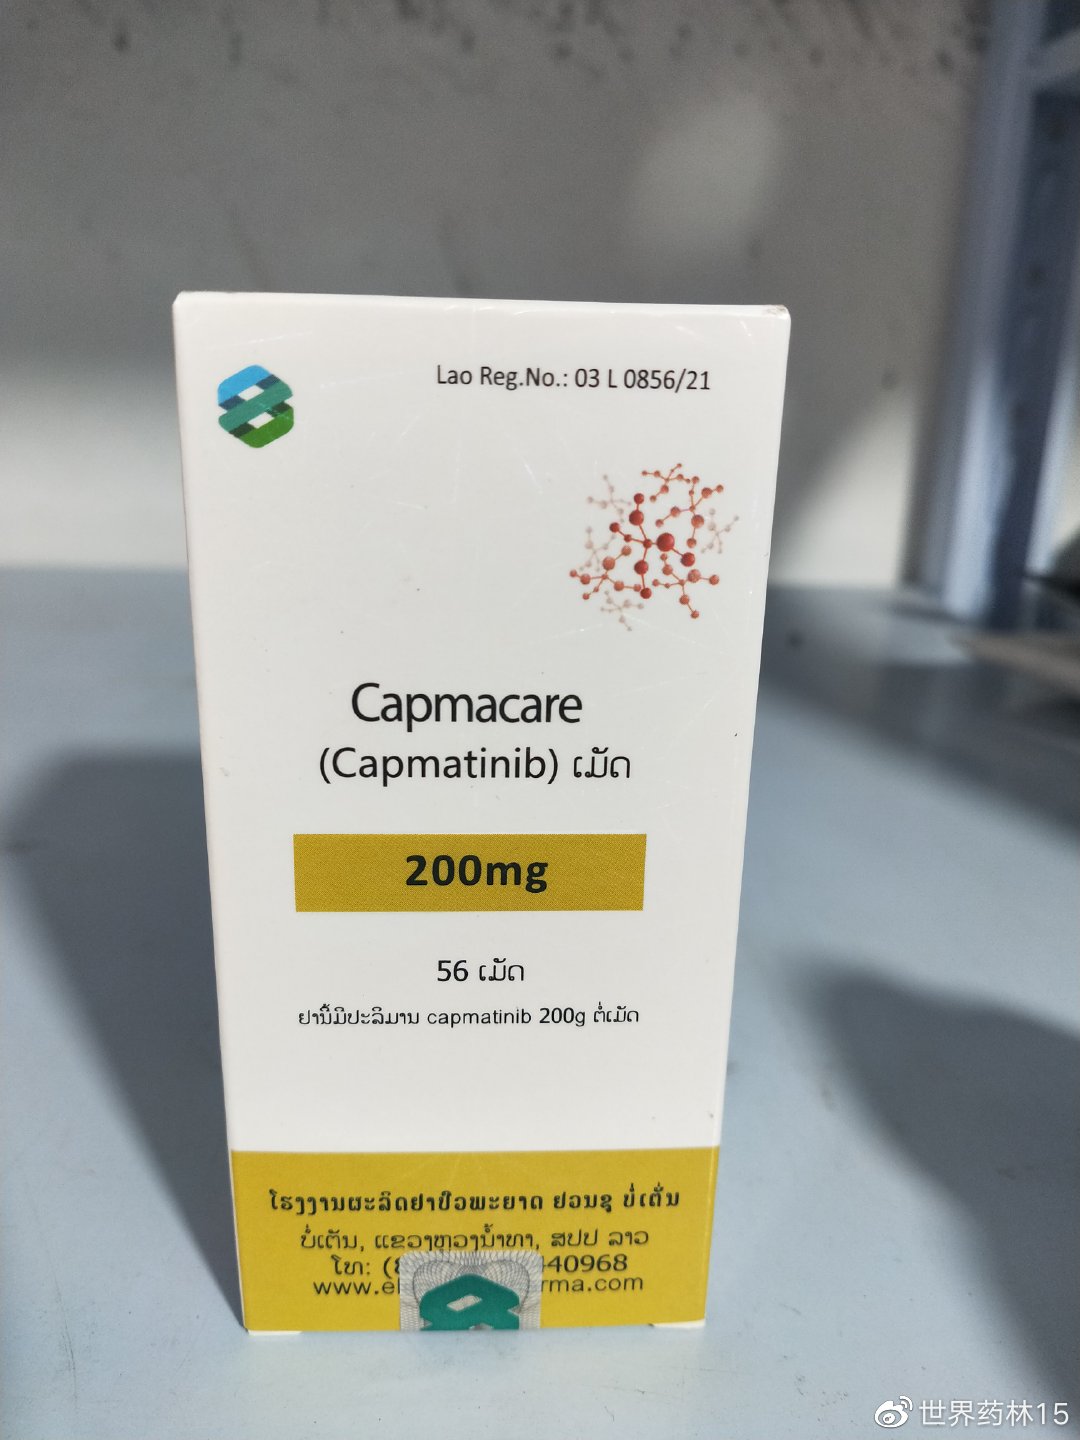 Lao Reg.No.: 03 L 0856/21
Capmacare
(Capmatinib) ເມັດ
200mg
56 ເມັດ
ຢານີ້ມີປະລິມານ capmatinib 200g ຕໍ່ເມັດ
ໂຮງງານຜະລິດຢາປົວພະຍາດ ຢວນຊຸ ບໍ່ເຕັ່ນ
ບໍ່ເຕັນ, ແຂວງຫຼວງນ້ຳທາ, ສປປ ລາວ
ໂທ: (8 40968
www.el rma.com
世界药林15